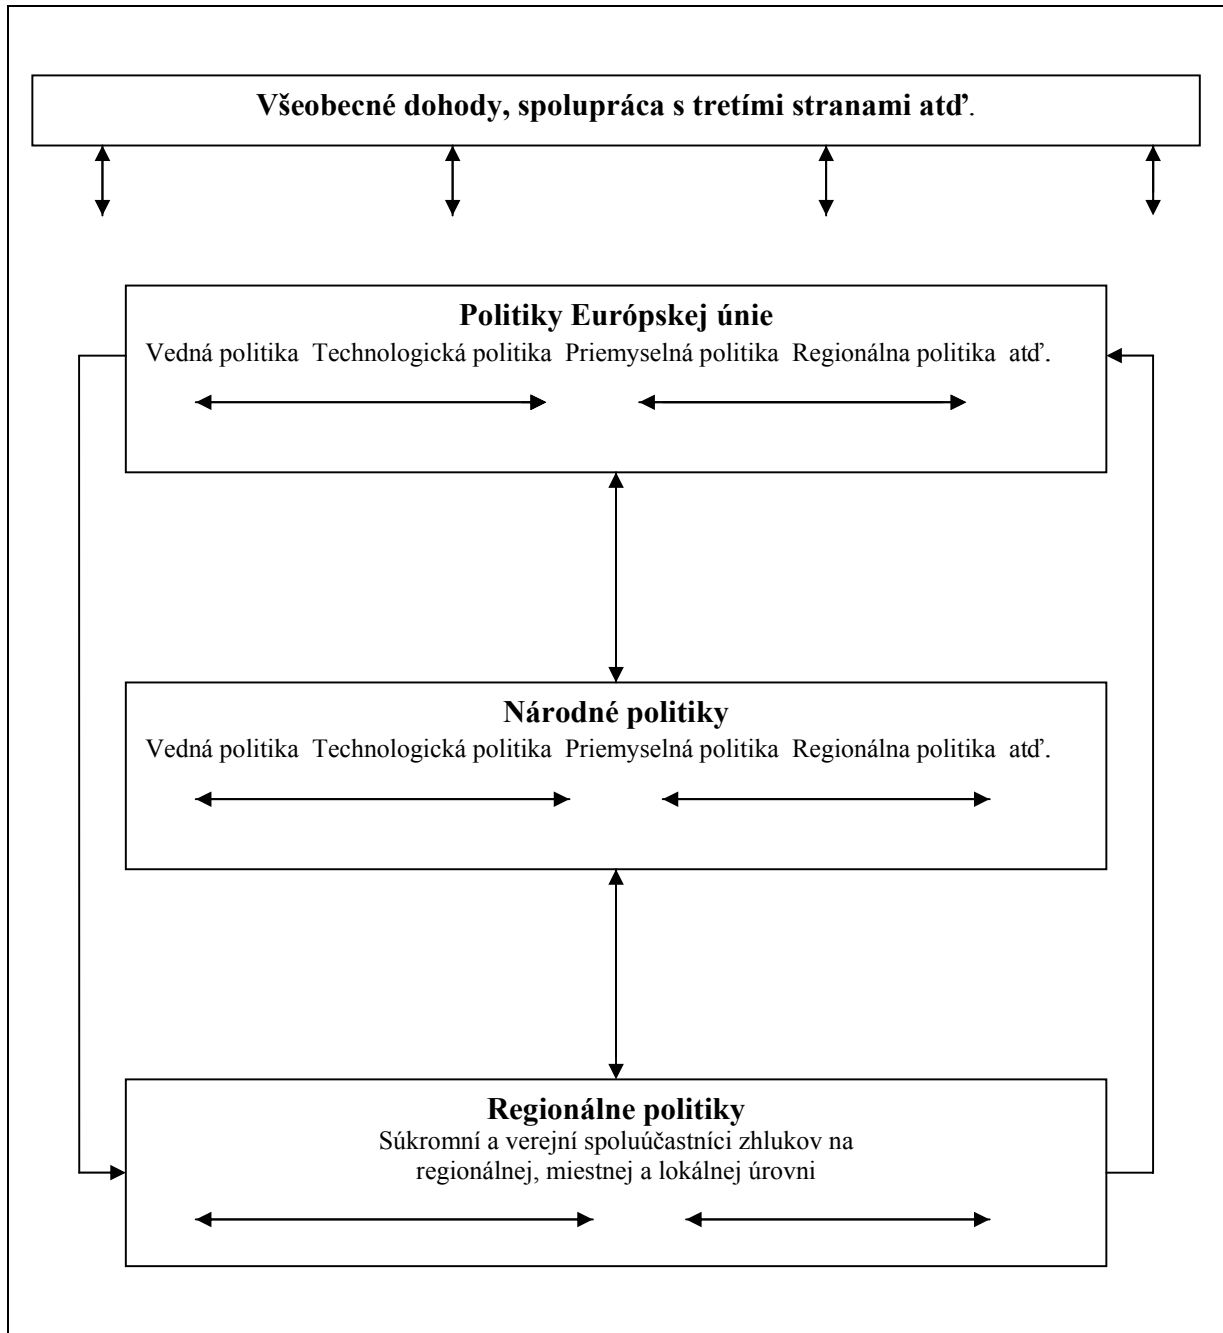 Všeobecné dohody, spolupráca s tretími stranami atď.
Politiky Európskej únie
Vedná politika Technologická politika Priemyselná politika Regionálna politika atď.
Národné politiky
Vedná politika Technologická politika Priemyselná politika Regionálna politika atď.
Regionálne politiky
Súkromní a verejní spoluúčastníci zhlukov na
regionálnej, miestnej a lokálnej úrovni